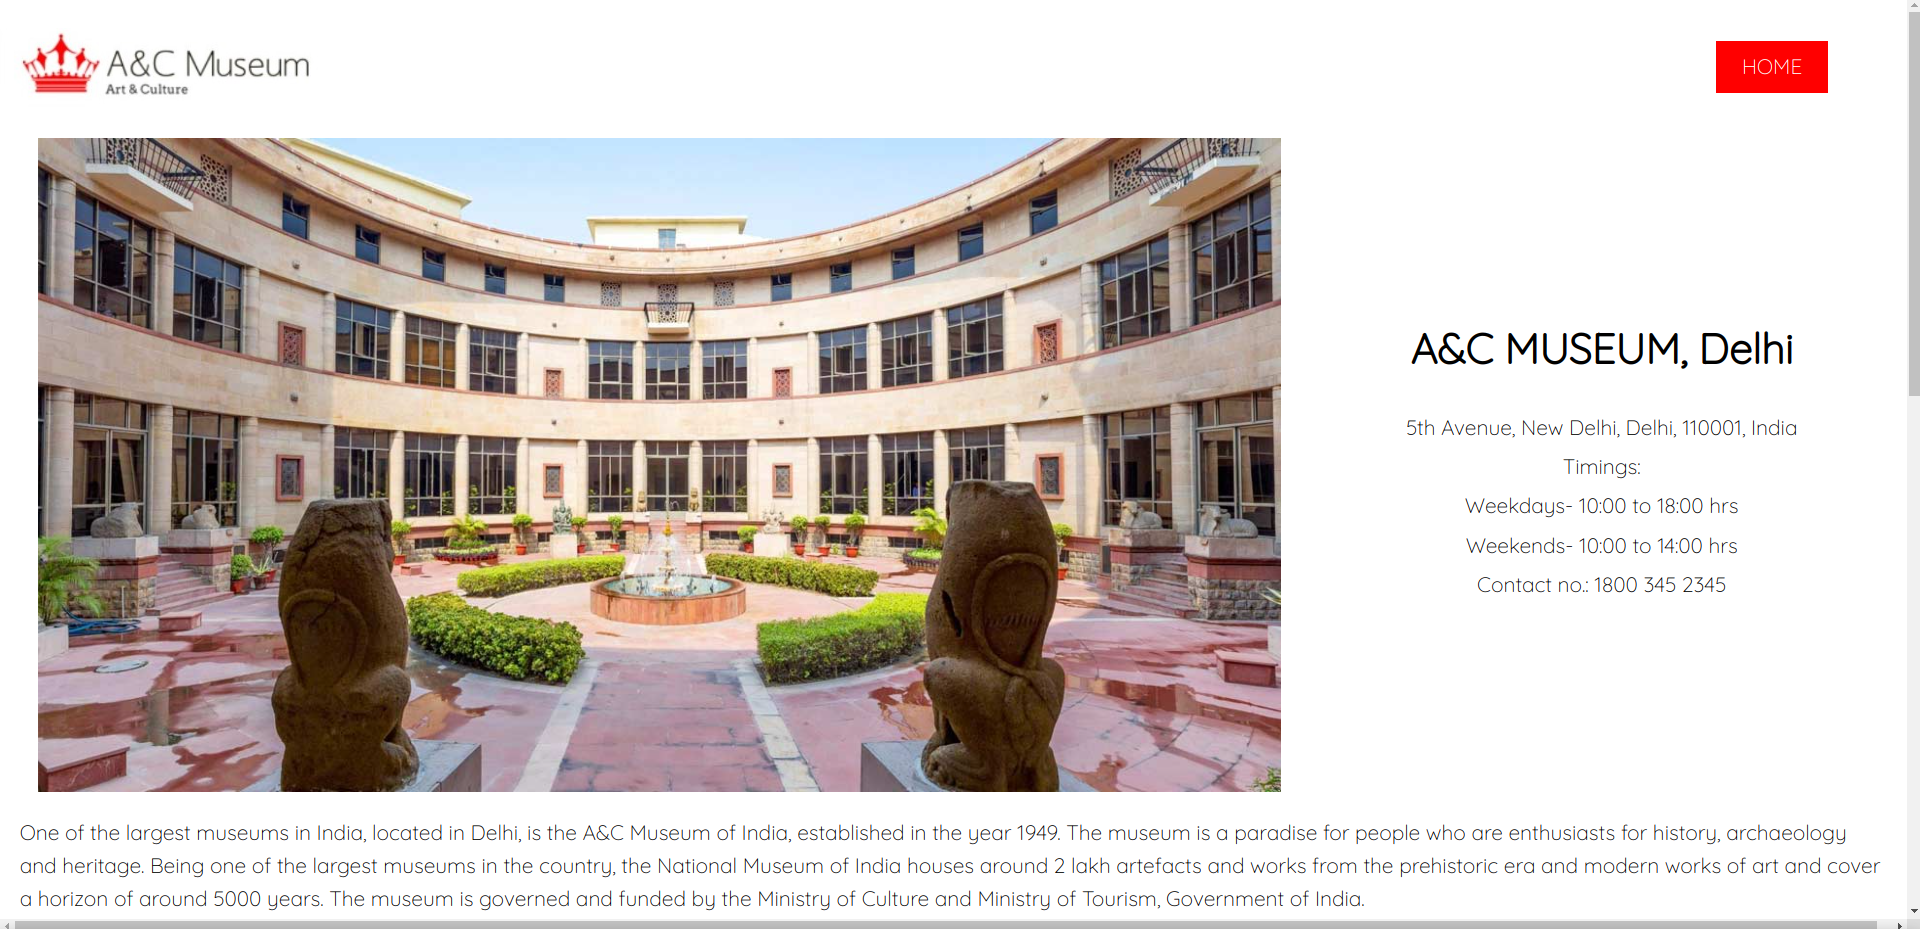 A&C Museum
Art & Culture
HOME
A&C MUSEUM, Delhi
5th Avenue, New Delhi, Delhi, 110001, India
Timings:
Weekdays- 10:00 to 18:00 hrs
Weekends- 10:00 to 14:00 hrs
Contact no.: 1800 345 2345
One of the largest museums in India, located in Delhi, is the A&C Museum of India, established in the year 1949. The museum is a paradise for people who are enthusiasts for history, archaeology
and heritage. Being one of the largest museums in the country, the National Museum of India houses around 2 lakh artefacts and works from the prehistoric era and modern works of art and cover
a horizon of around 5000 years. The museum is governed and funded by the Ministry of Culture and Ministry of Tourism, Government of India.